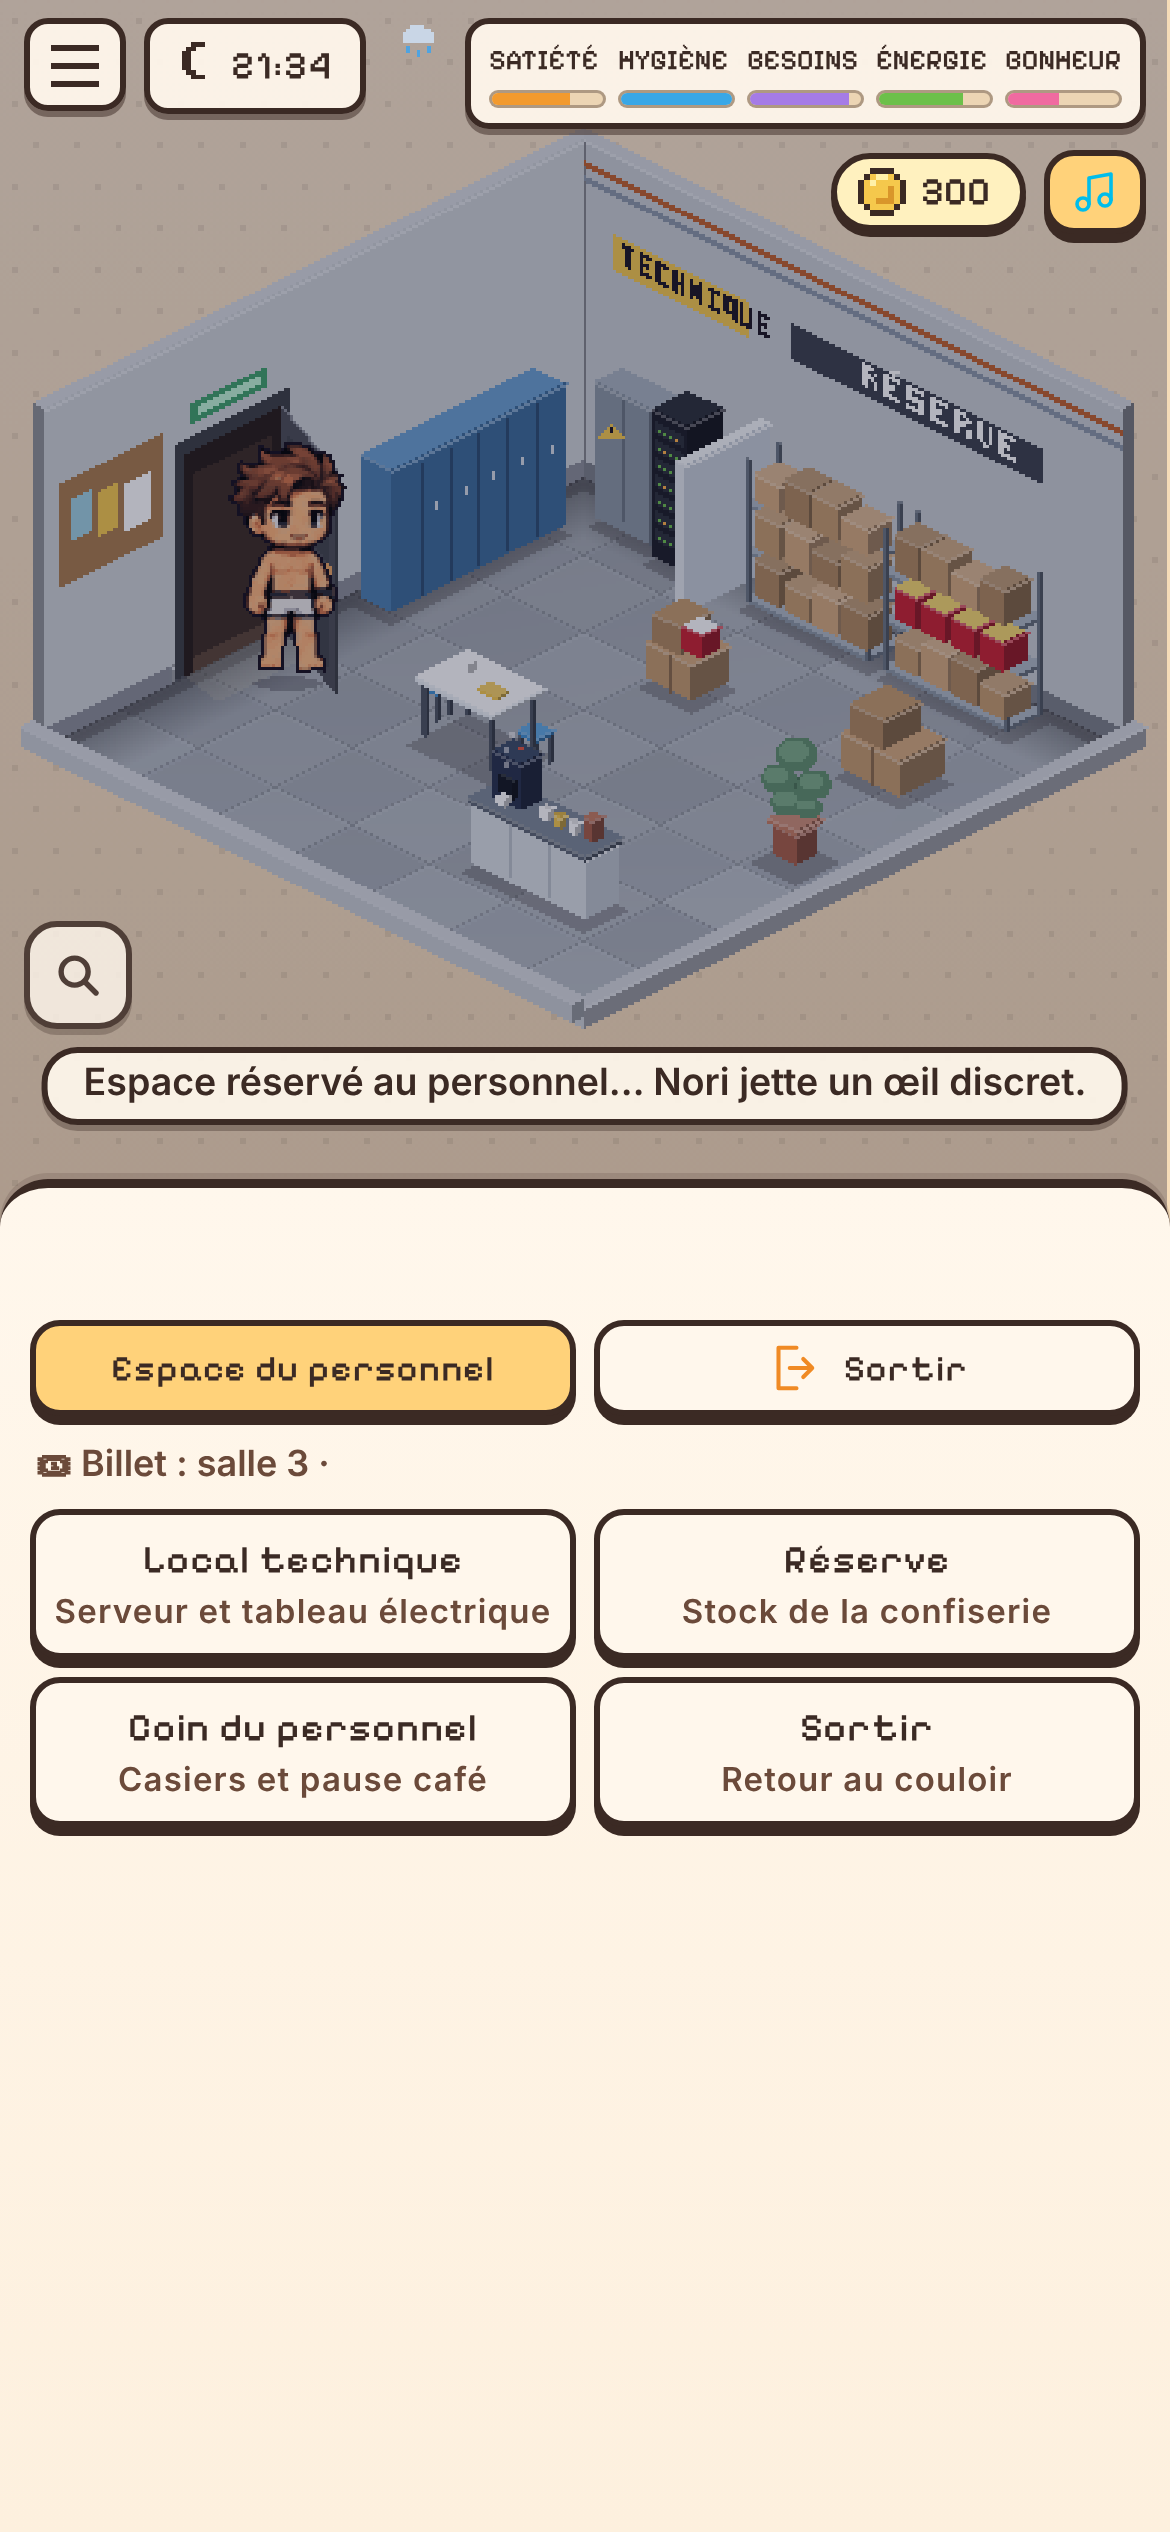 21:34
SATIÉTÉ HYGIÈNE BESOINS ÉNERGIE BONHEUR
300
TECHNIQUE
RÉSERVE
Espace réservé au personnel... Nori jette un œil discret.
Espace du personnel
Sortir
Billet : salle 3 ·
Local technique
Serveur et tableau électrique
Réserve
Stock de la confiserie
Coin du personnel
Casiers et pause café
Sortir
Retour au couloir